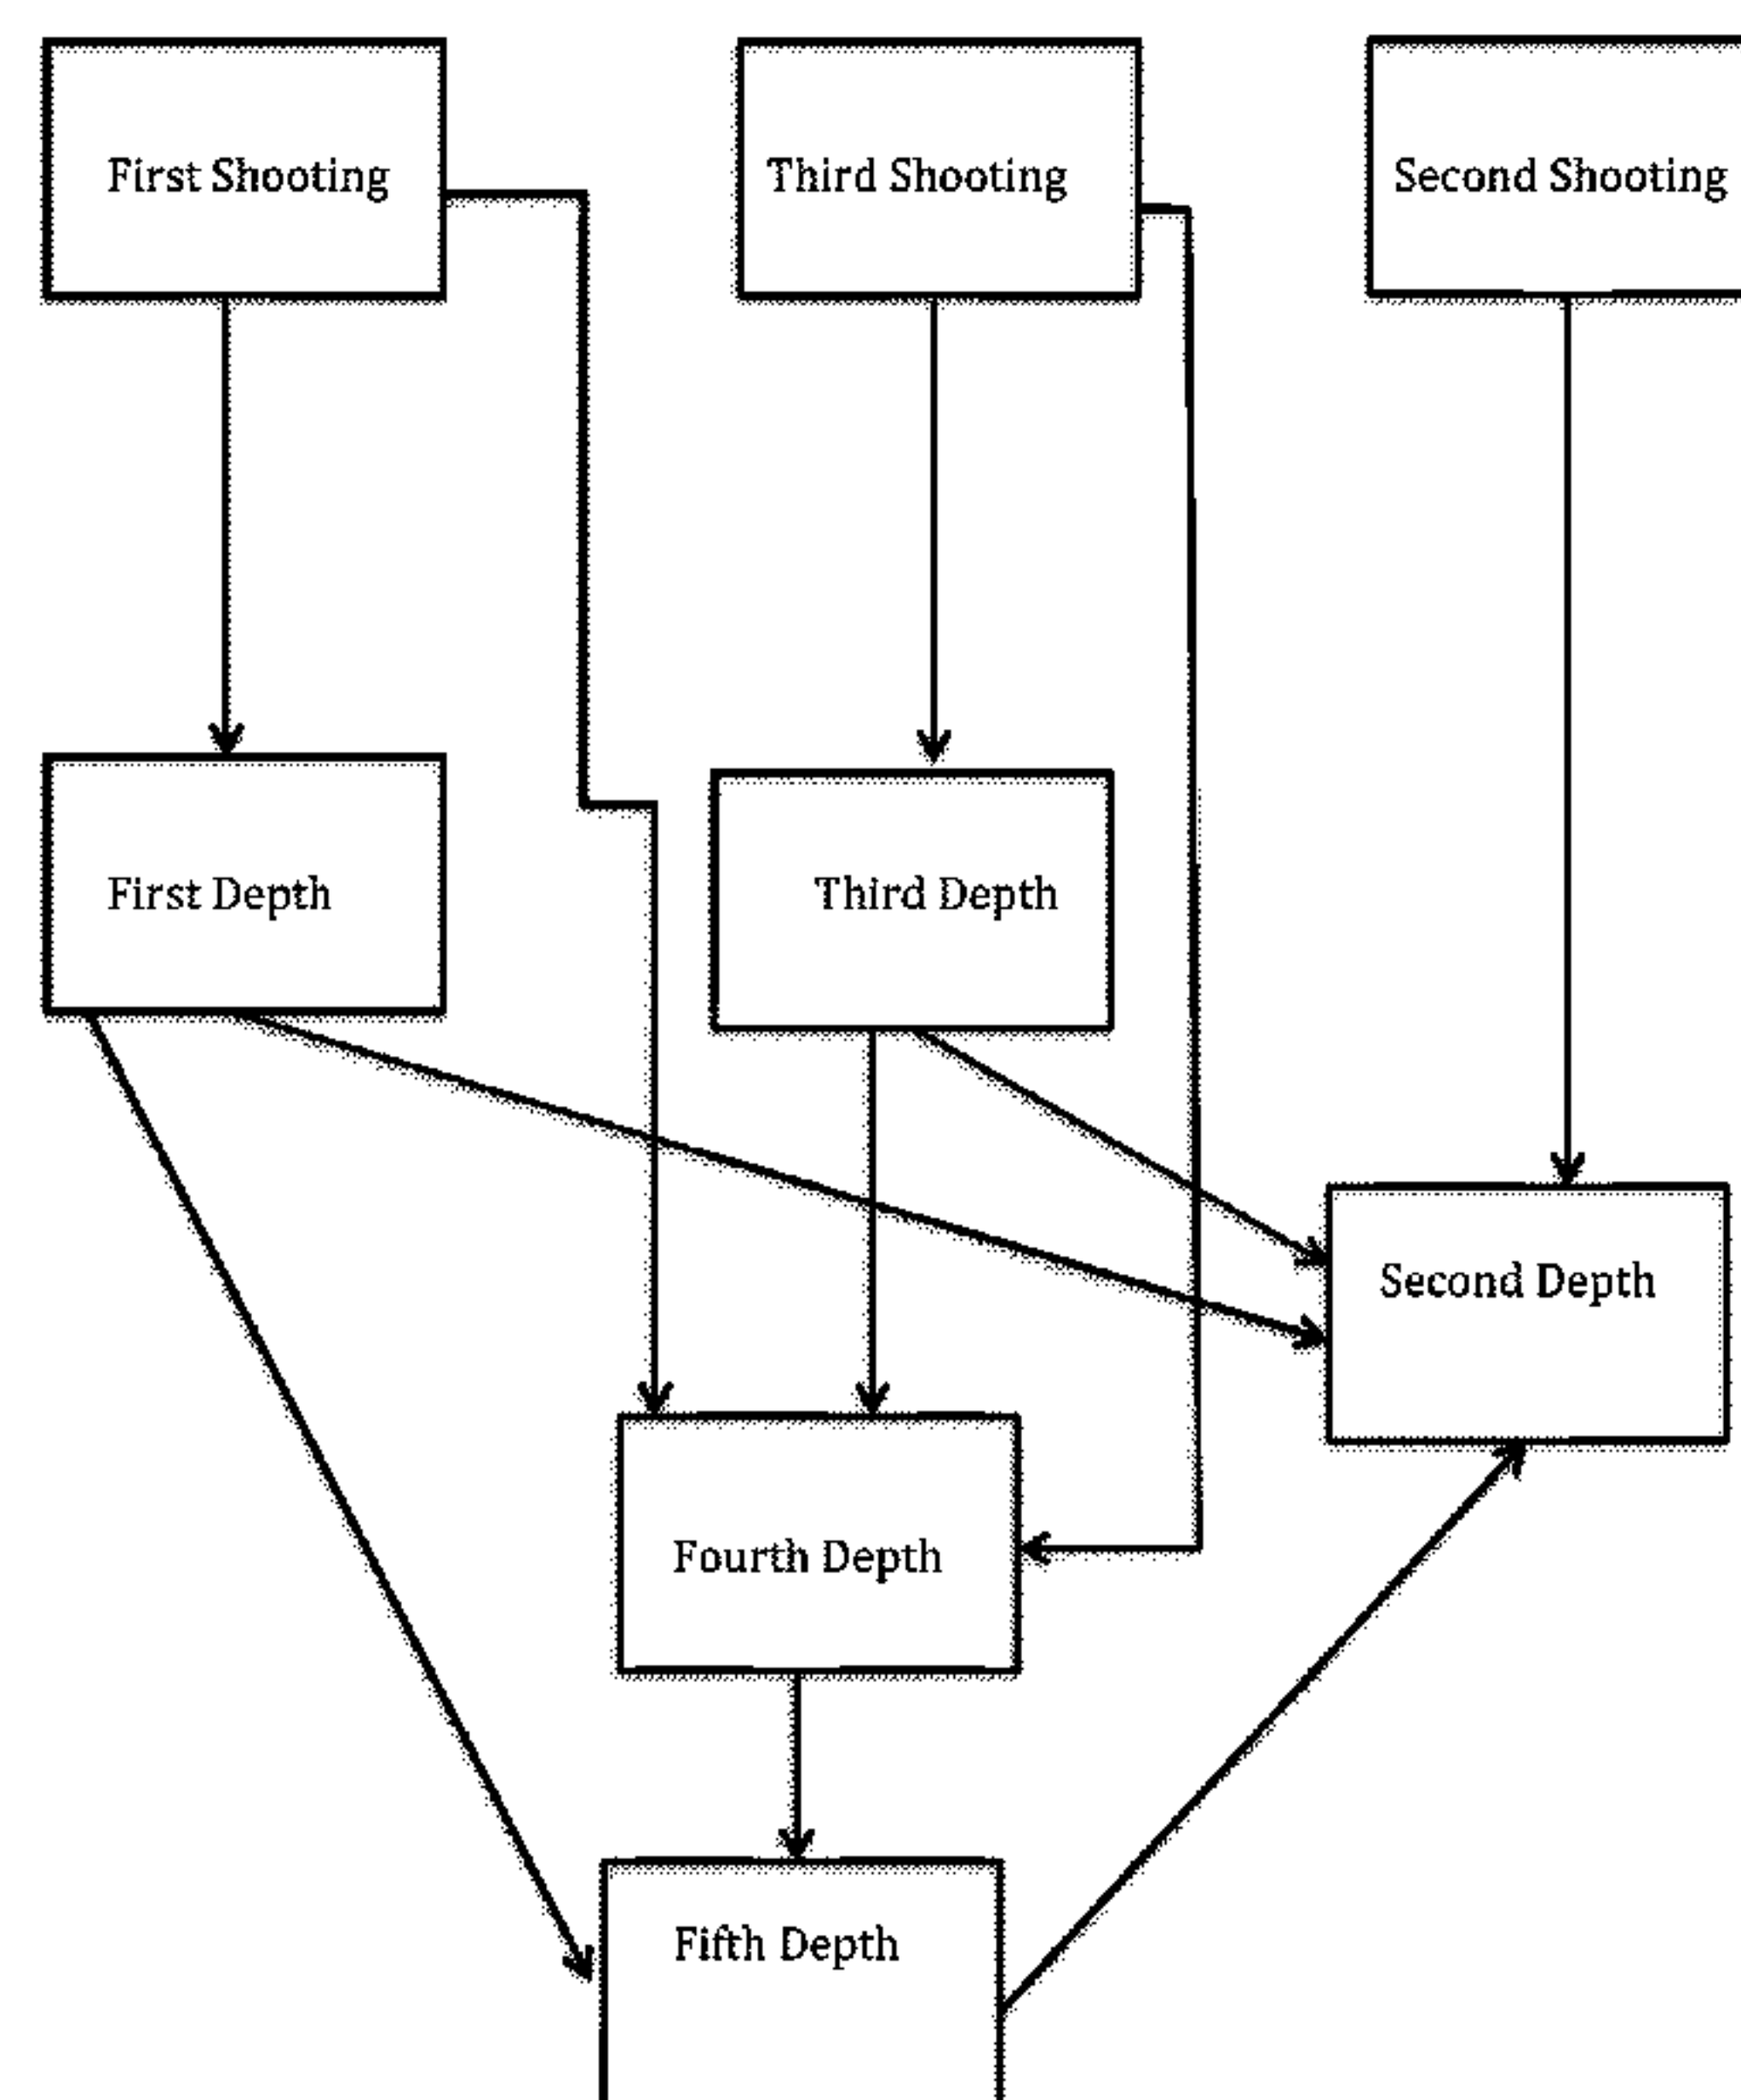 First Shooting
Third Shooting
Second Shooting
First Depth
Third Depth
Second Depth
Fourth Depth
Fifth Depth